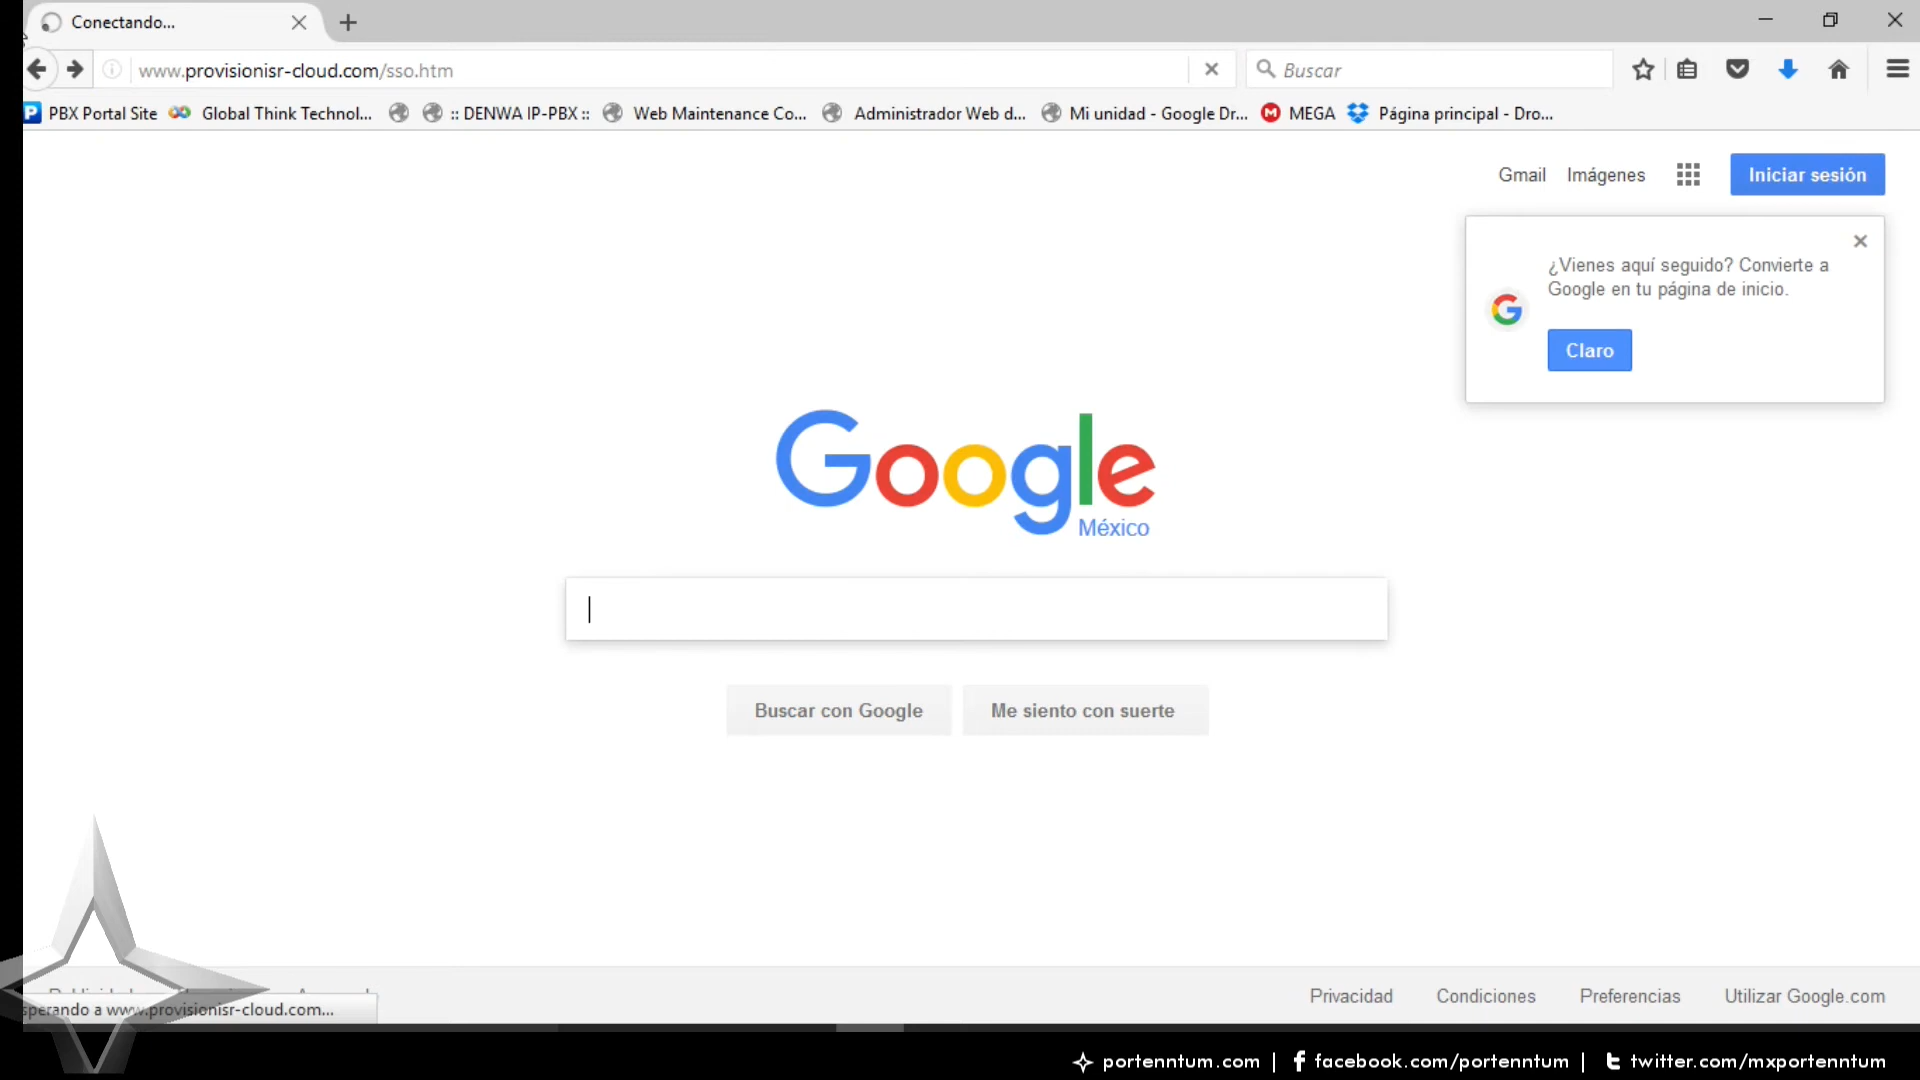 Conectando...
www.provisionisr-cloud.com/sso.htm
Buscar
PBX Portal Site
Global Think Technol...
:: DENWA IP-PBX ::
Web Maintenance Co...
Administrador Web d...
Mi unidad - Google Dr...
MEGA
Página principal - Dro...
Gmail
Imágenes
Iniciar sesión
¿Vienes aquí seguido? Convierte a
Google en tu página de inicio.
Claro
Google
México
Buscar con Google
Me siento con suerte
Privacidad
Condiciones
Preferencias
Utilizar Google.com
sperando a www.provisionisr-cloud.com...
portenntum.com | facebook.com/portenntum | twitter.com/mxportenntum